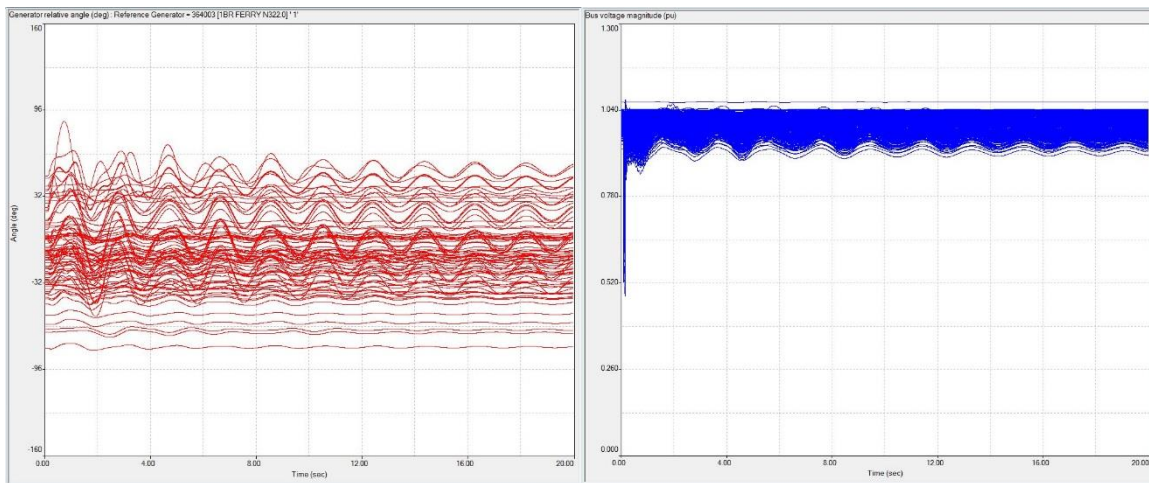 Generator relative angle (deg) : Reference Generator = 364003 [1BR FERRY N322.0] ' 1'
160
96
32
-32
-96
-160
Angle (deg)
0.00 4.00 8.00 12.00 16.00 20.00
Time (sec)
Bus voltage magnitude (pu)
1.300
1.040
0.780
0.520
0.260
0.000
0.00 4.00 8.00 12.00 16.00 20.00
Time (sec)